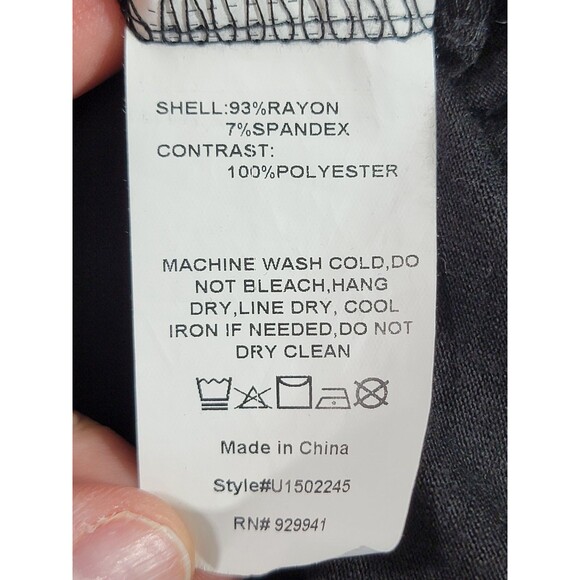 SHELL:93%RAYON
7%SPANDEX
CONTRAST:
100%POLYESTER
MACHINE WASH COLD,DO
NOT BLEACH,HANG
DRY,LINE DRY, COOL
IRON IF NEEDED,DO NOT
DRY CLEAN
Made in China
Style#U1502245
RN# 929941